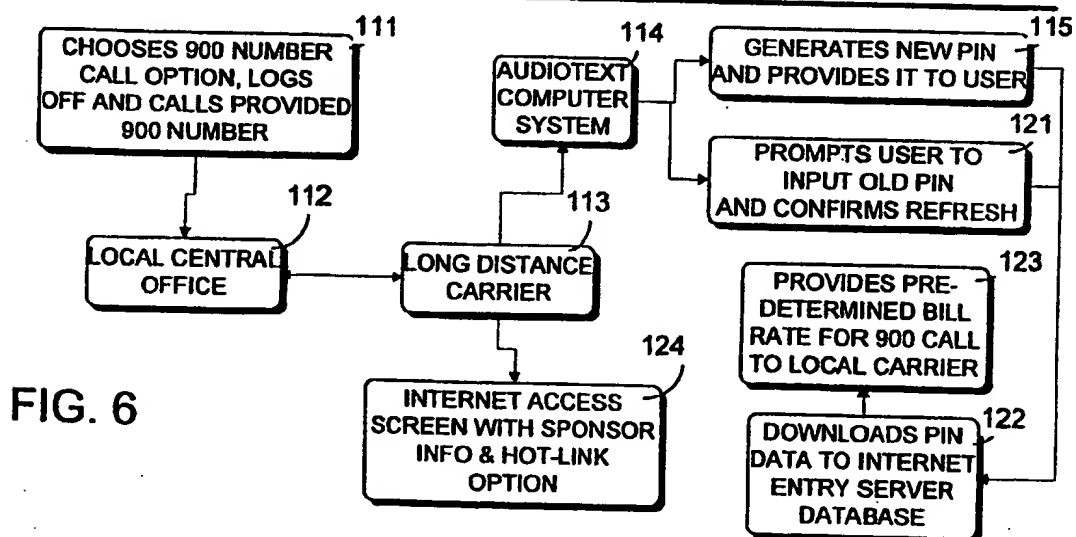 111
CHOOSES 900 NUMBER
CALL OPTION, LOGS
OFF AND CALLS PROVIDED
900 NUMBER
112
LOCAL CENTRAL
OFFICE
113
LONG DISTANCE
CARRIER
114
AUDIOTEXT
COMPUTER
SYSTEM
115
GENERATES NEW PIN
AND PROVIDES IT TO USER
121
PROMPTS USER TO
INPUT OLD PIN
AND CONFIRMS REFRESH
123
PROVIDES PRE-
DETERMINED BILL
RATE FOR 900 CALL
TO LOCAL CARRIER
124
INTERNET ACCESS
SCREEN WITH SPONSOR
INFO & HOT-LINK
OPTION
122
DOWNLOADS PIN
DATA TO INTERNET
ENTRY SERVER
DATABASE
FIG. 6